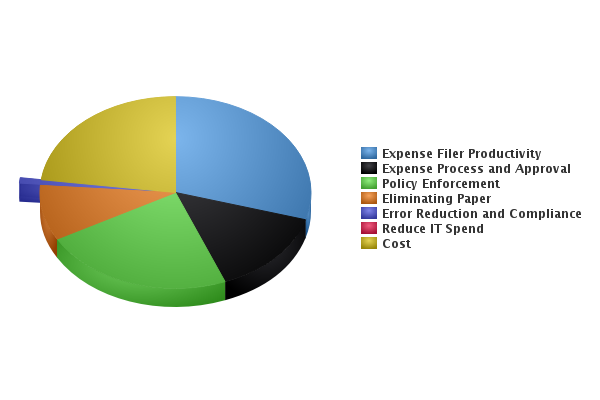 Expense Filer Productivity
Expense Process and Approval
Policy Enforcement
Eliminating Paper
Error Reduction and Compliance
Reduce IT Spend
Cost